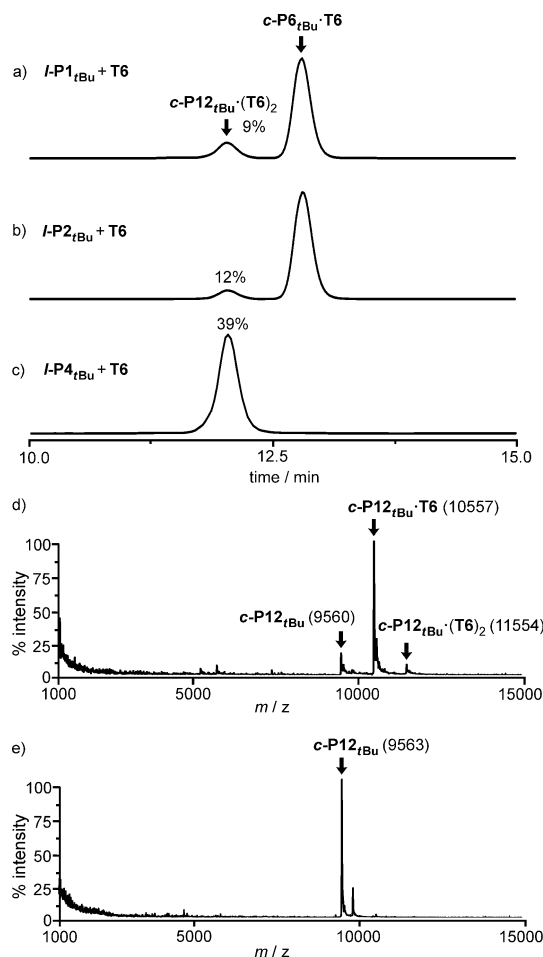 c-P6tBu·T6
a) l-P1tBu + T6
c-P12tBu·(T6)2
9%
b) l-P2tBu + T6
12%
39%
c) l-P4tBu + T6
10.0 12.5 15.0
time / min
d)
c-P12tBu·T6 (10557)
100
75
50
25
0
% intensity
c-P12tBu (9560)
c-P12tBu·(T6)2 (11554)
1000 5000 10000 15000
m / z
e)
c-P12tBu (9563)
100
75
50
25
0
% intensity
1000 5000 10000 15000
m / z